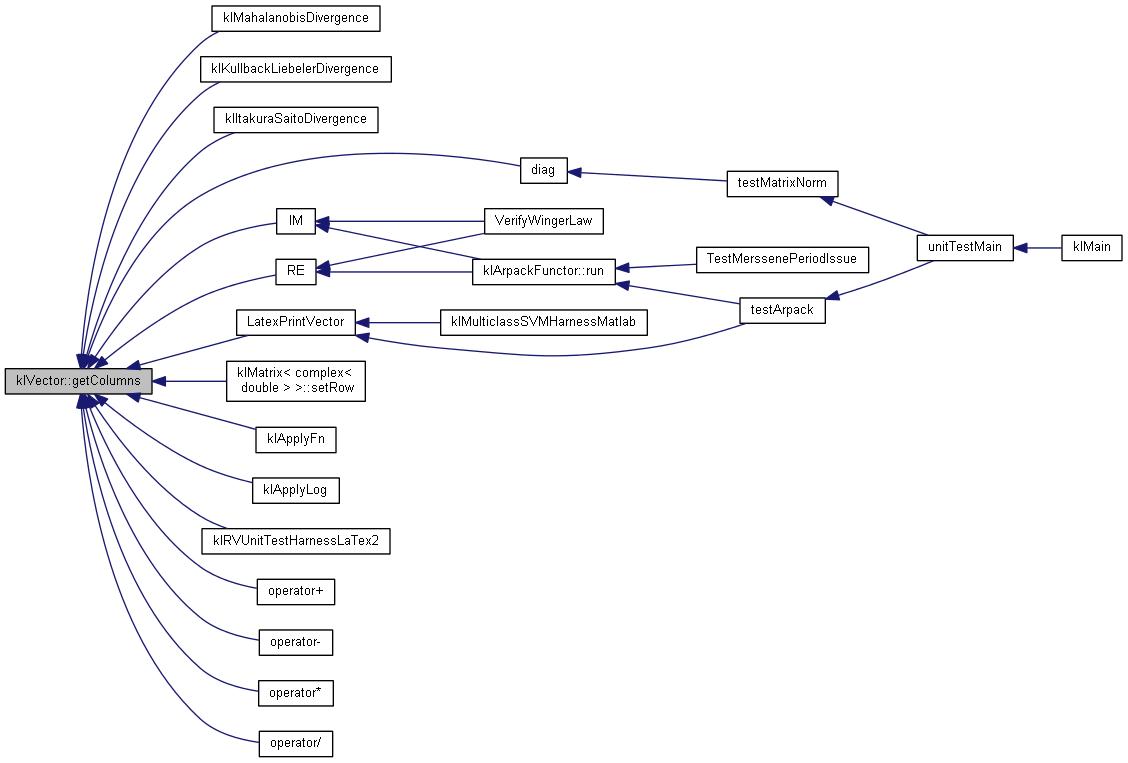 klMahalanobisDivergence
klKullbackLiebelerDivergence
klItakuraSaitoDivergence
diag
testMatrixNorm
IM
VerifyWingerLaw
unitTestMain
klMain
RE
klArpackFunctor::run
TestMerssenePeriodIssue
testArpack
LatexPrintVector
klMulticlassSVMHarnessMatlab
klVector::getColumns
klMatrix< complex<
double > >::setRow
klApplyFn
klApplyLog
klRVUnitTestHarnessLaTex2
operator+
operator-
operator*
operator/